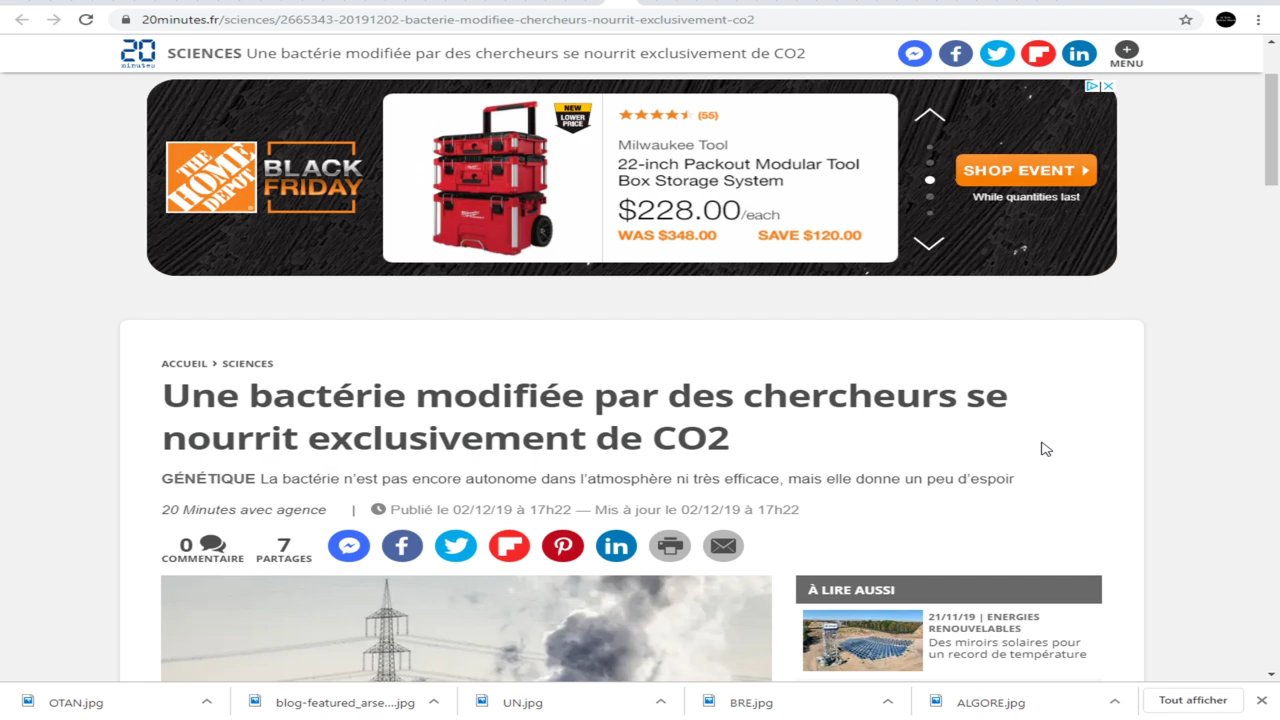 20minutes.fr/sciences/2665343-20191202-bacterie-modifiee-chercheurs-nourrit-exclusivement-co2
20 minutes
SCIENCES Une bactérie modifiée par des chercheurs se nourrit exclusivement de CO2
MENU
THE HOME DEPOT
BLACK FRIDAY
NEW LOWER PRICE
(55)
Milwaukee Tool
22-inch Packout Modular Tool
Box Storage System
$228.00/each
WAS $348.00 SAVE $120.00
SHOP EVENT
While quantities last
ACCUEIL > SCIENCES
Une bactérie modifiée par des chercheurs se
nourrit exclusivement de CO2
GÉNÉTIQUE La bactérie n’est pas encore autonome dans l’atmosphère ni très efficace, mais elle donne un peu d’espoir
20 Minutes avec agence | Publié le 02/12/19 à 17h22 — Mis à jour le 02/12/19 à 17h22
0 7
COMMENTAIRE PARTAGES
À LIRE AUSSI
21/11/19 | ENERGIES
RENOUVELABLES
Des miroirs solaires pour
un record de température
OTAN.jpg blog-featured_arse....jpg UN.jpg BRE.jpg ALGORE.jpg Tout afficher